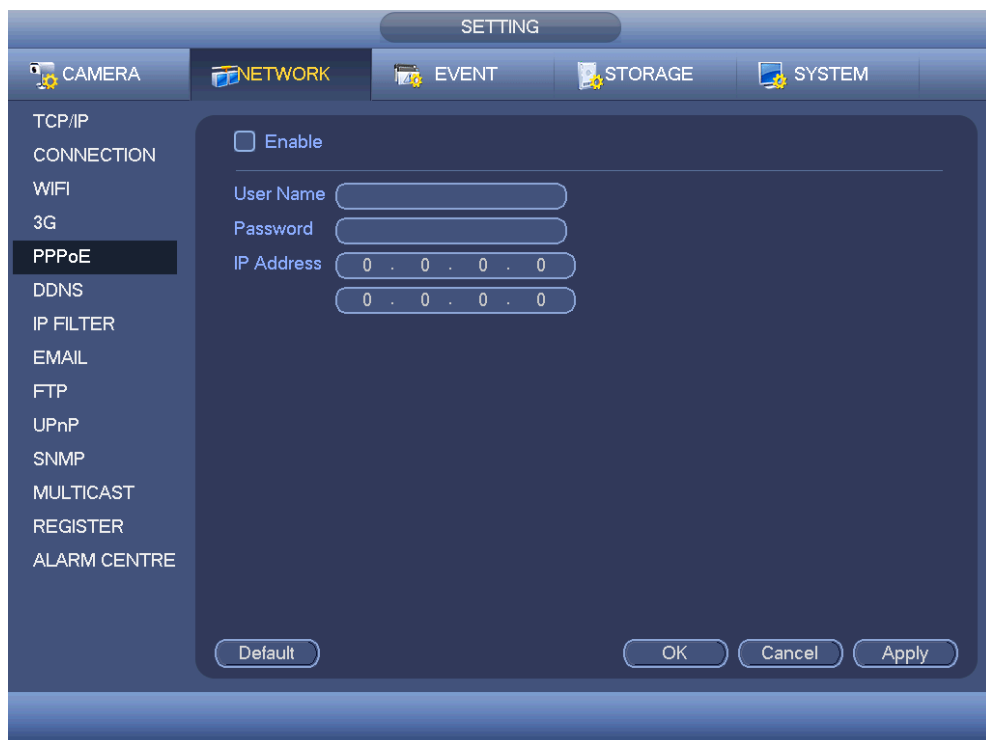 SETTING
CAMERA NETWORK EVENT STORAGE SYSTEM
TCP/IP
CONNECTION
WIFI
3G
PPPoE
DDNS
IP FILTER
EMAIL
FTP
UPnP
SNMP
MULTICAST
REGISTER
ALARM CENTRE
Enable
User Name
Password
IP Address 0 . 0 . 0 . 0
0 . 0 . 0 . 0
Default OK Cancel Apply